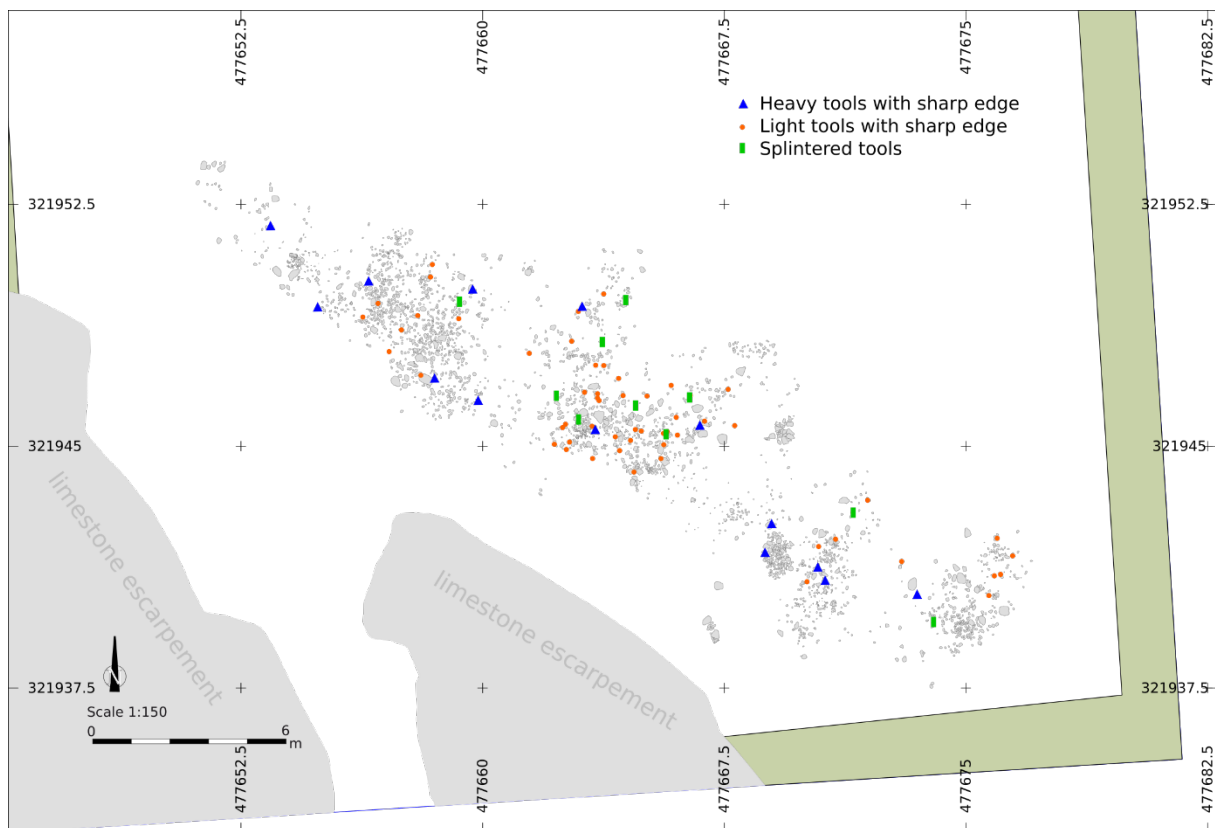 477652.5
477660
477667.5
477675
477682.5
Heavy tools with sharp edge
Light tools with sharp edge
Splintered tools
321952.5
321952.5
321945
321945
limestone escarpement
limestone escarpement
N
321937.5
321937.5
Scale 1:150
0
6
m
477652.5
477660
477667.5
477675
477682.5